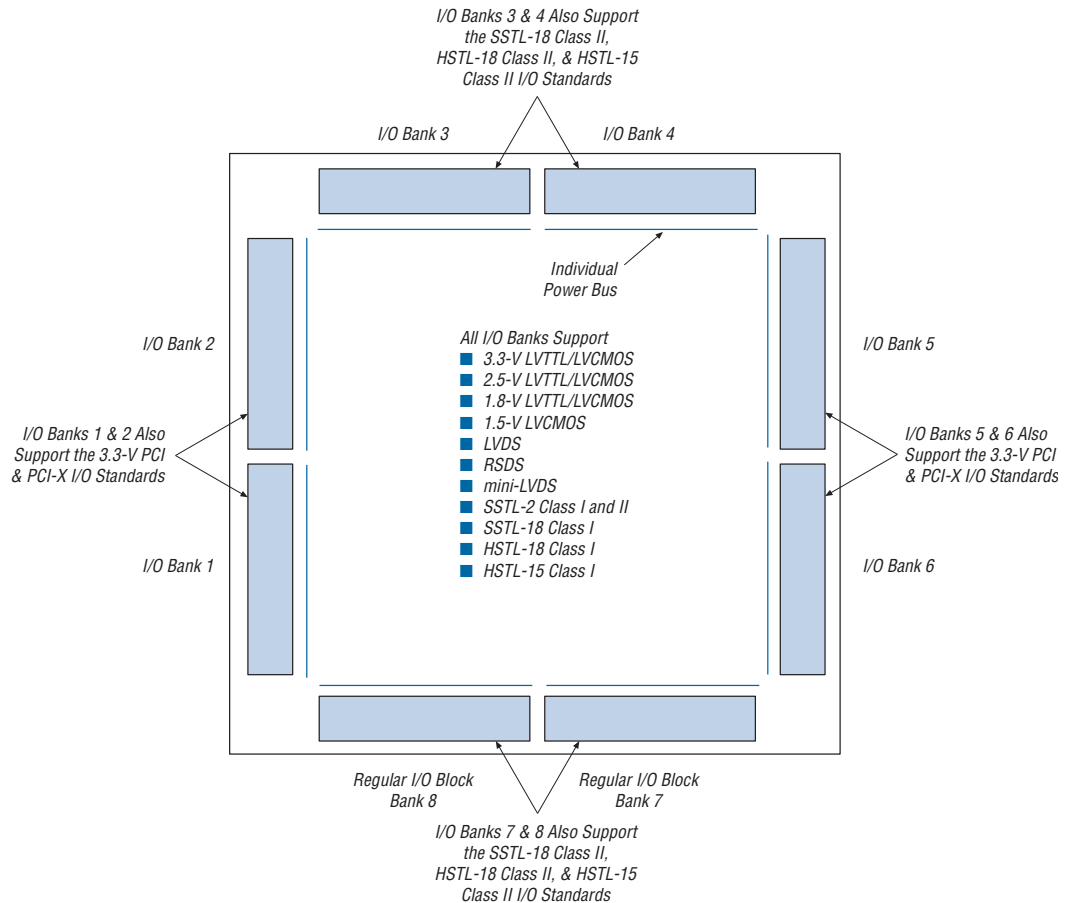 I/O Banks 3 & 4 Also Support
the SSTL-18 Class II,
HSTL-18 Class II, & HSTL-15
Class II I/O Standards
I/O Bank 3
I/O Bank 4
Individual
Power Bus
I/O Bank 2
I/O Bank 5
All I/O Banks Support
■ 3.3-V LVTTL/LVCMOS
■ 2.5-V LVTTL/LVCMOS
■ 1.8-V LVTTL/LVCMOS
■ 1.5-V LVCMOS
■ LVDS
■ RSDS
■ mini-LVDS
■ SSTL-2 Class I and II
■ SSTL-18 Class I
■ HSTL-18 Class I
■ HSTL-15 Class I
I/O Banks 1 & 2 Also
Support the 3.3-V PCI
& PCI-X I/O Standards
I/O Banks 5 & 6 Also
Support the 3.3-V PCI
& PCI-X I/O Standards
I/O Bank 1
I/O Bank 6
Regular I/O Block
Bank 8
Regular I/O Block
Bank 7
I/O Banks 7 & 8 Also Support
the SSTL-18 Class II,
HSTL-18 Class II, & HSTL-15
Class II I/O Standards